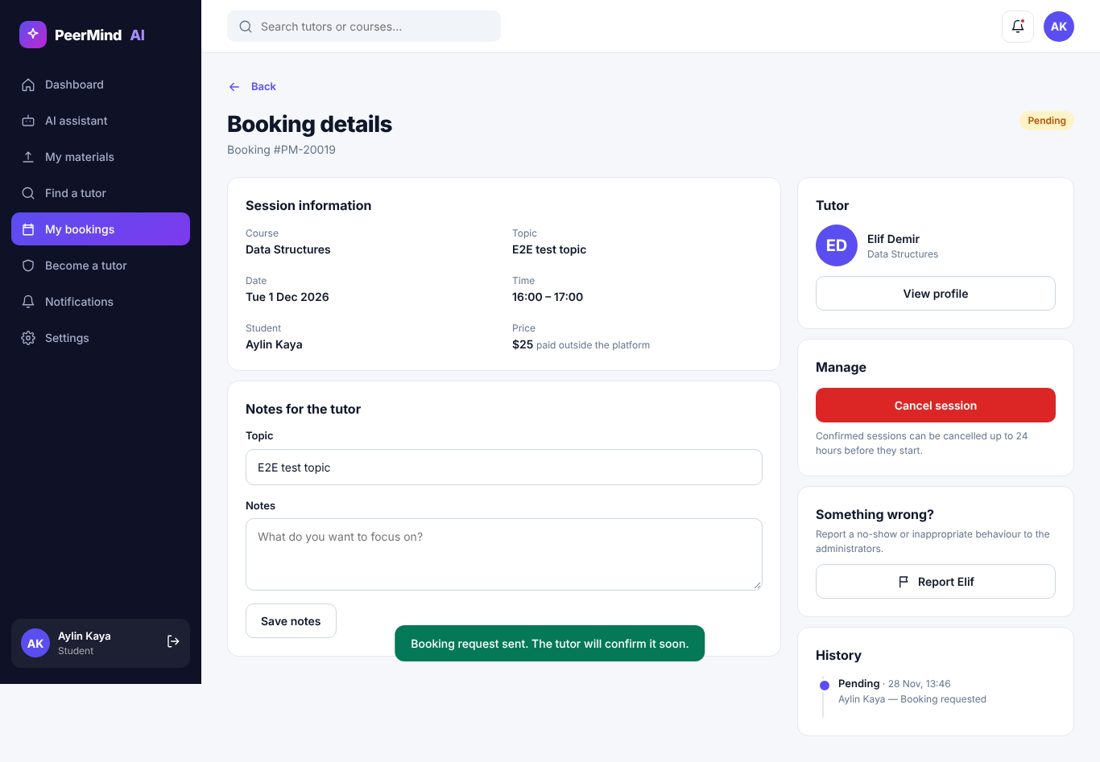 PeerMind AI
Dashboard
AI assistant
My materials
Find a tutor
My bookings
Become a tutor
Notifications
Settings
AK
Aylin Kaya
Student
Search tutors or courses...
AK
Back
Booking details
Booking #PM-20019
Pending
Session information
Course
Data Structures
Topic
E2E test topic
Date
Tue 1 Dec 2026
Time
16:00 – 17:00
Student
Aylin Kaya
Price
$25 paid outside the platform
Notes for the tutor
Topic
E2E test topic
Notes
What do you want to focus on?
Save notes
Booking request sent. The tutor will confirm it soon.
Tutor
ED
Elif Demir
Data Structures
View profile
Manage
Cancel session
Confirmed sessions can be cancelled up to 24
hours before they start.
Something wrong?
Report a no-show or inappropriate behaviour to the
administrators.
Report Elif
History
Pending · 28 Nov, 13:46
Aylin Kaya — Booking requested